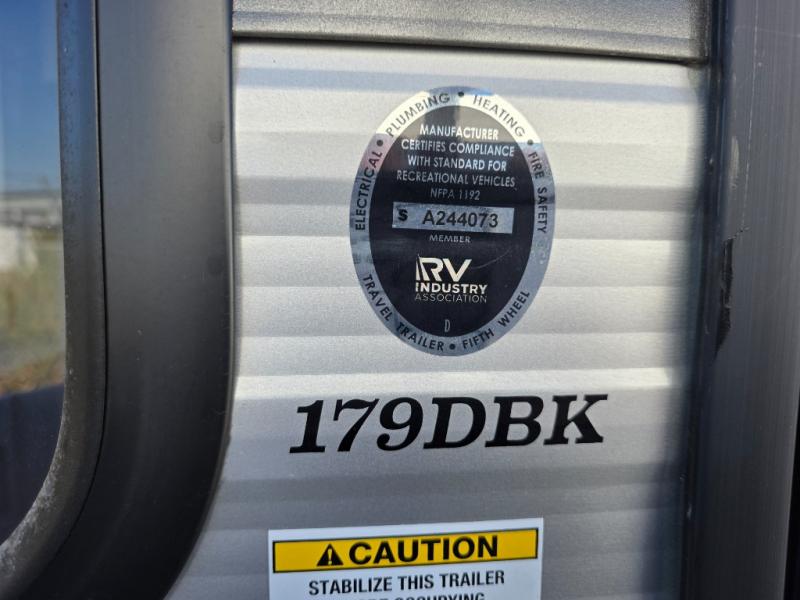 ELECTRICAL • PLUMBING • HEATING • FIRE SAFETY
MANUFACTURER
CERTIFIES COMPLIANCE
WITH STANDARD FOR
RECREATIONAL VEHICLES
NFPA 1192
S A244073
MEMBER
RV
INDUSTRY
ASSOCIATION
D
TRAVEL TRAILER • FIFTH WHEEL
179DBK
CAUTION
STABILIZE THIS TRAILER
OCCUPYING